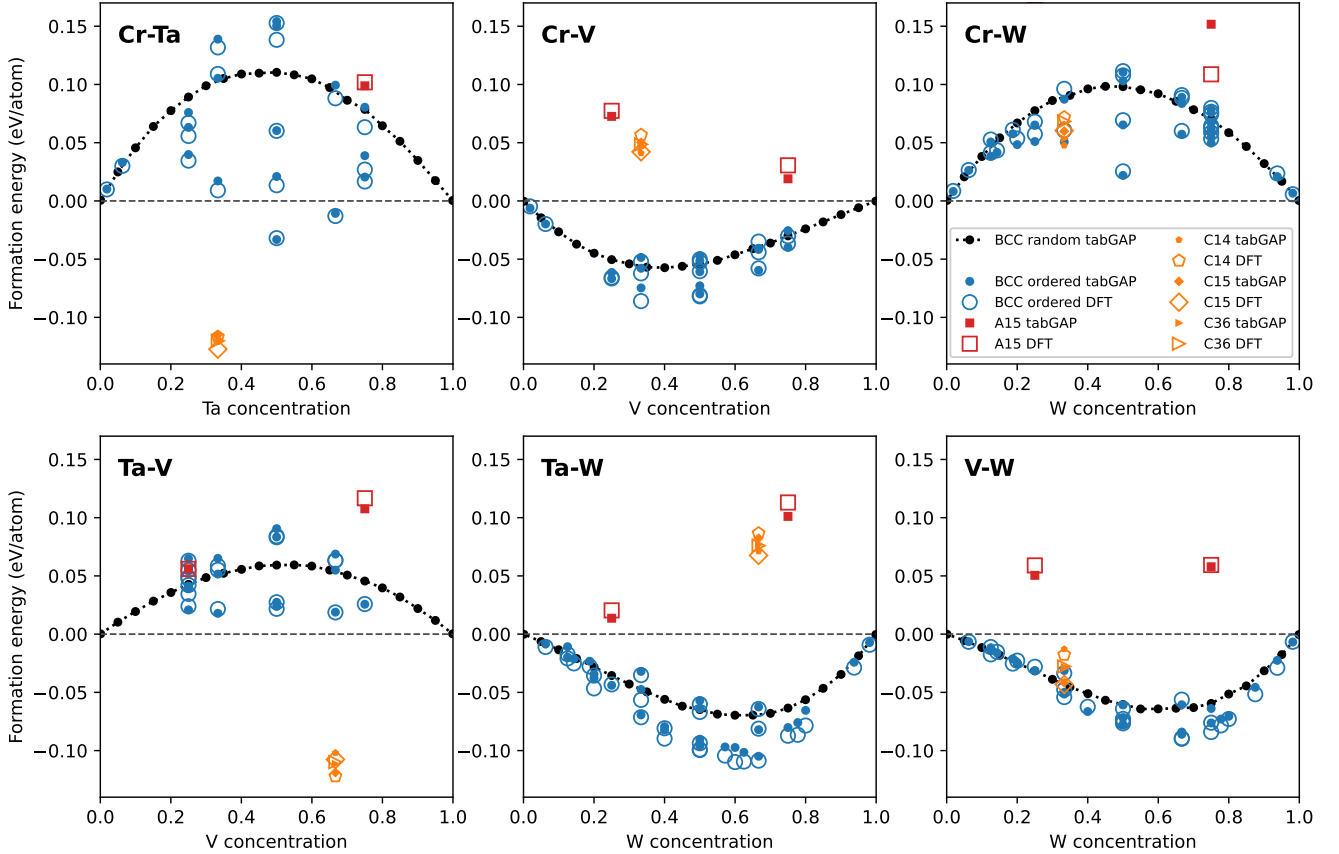 Formation energy (eV/atom)
0.15
0.10
0.05
0.00
−0.05
−0.10
Cr-Ta
0.0 0.2 0.4 0.6 0.8 1.0
Ta concentration
0.15
0.10
0.05
0.00
−0.05
−0.10
Cr-V
0.0 0.2 0.4 0.6 0.8 1.0
V concentration
0.15
0.10
0.05
0.00
−0.05
−0.10
Cr-W
BCC random tabGAP
BCC ordered tabGAP
BCC ordered DFT
A15 tabGAP
A15 DFT
C14 tabGAP
C14 DFT
C15 tabGAP
C15 DFT
C36 tabGAP
C36 DFT
0.0 0.2 0.4 0.6 0.8 1.0
W concentration
Formation energy (eV/atom)
0.15
0.10
0.05
0.00
−0.05
−0.10
Ta-V
0.0 0.2 0.4 0.6 0.8 1.0
V concentration
0.15
0.10
0.05
0.00
−0.05
−0.10
Ta-W
0.0 0.2 0.4 0.6 0.8 1.0
W concentration
0.15
0.10
0.05
0.00
−0.05
−0.10
V-W
0.0 0.2 0.4 0.6 0.8 1.0
W concentration